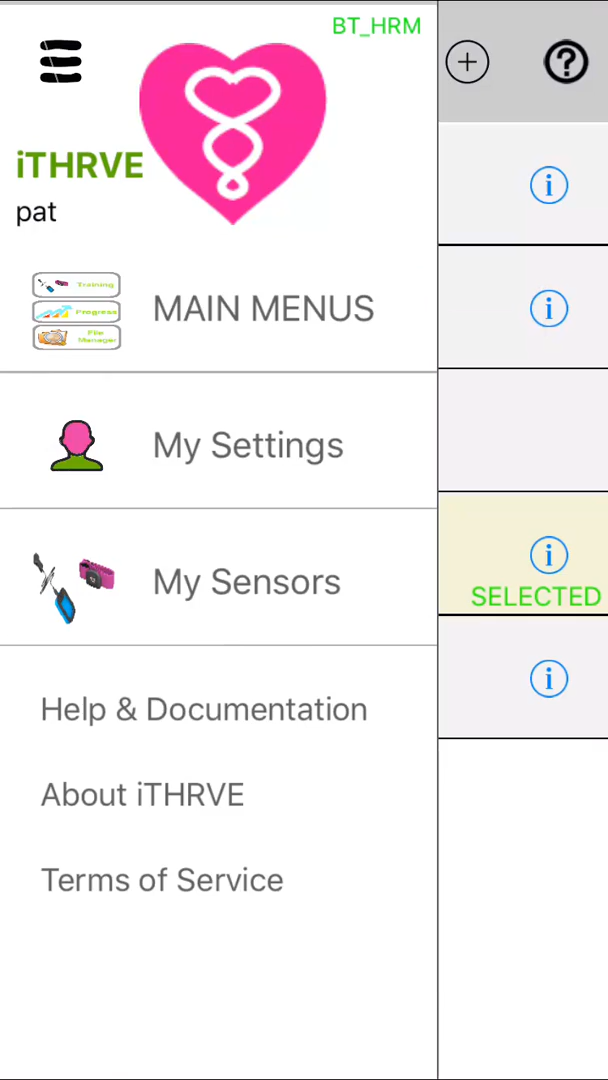 BT_HRM
iTHRVE
pat
Training
Progress
File
Manager
MAIN MENUS
My Settings
My Sensors
SELECTED
Help & Documentation
About iTHRVE
Terms of Service